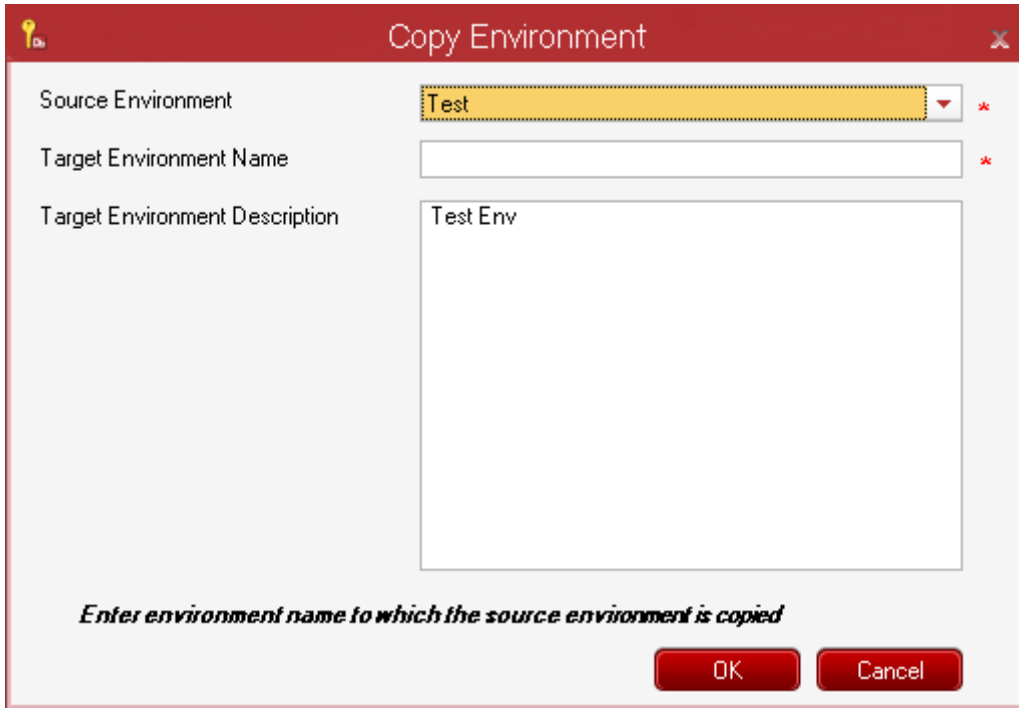 Copy Environment
Source Environment
Test
*
Target Environment Name
*
Target Environment Description
Test Env
Enter environment name to which the source environment is copied
OK
Cancel